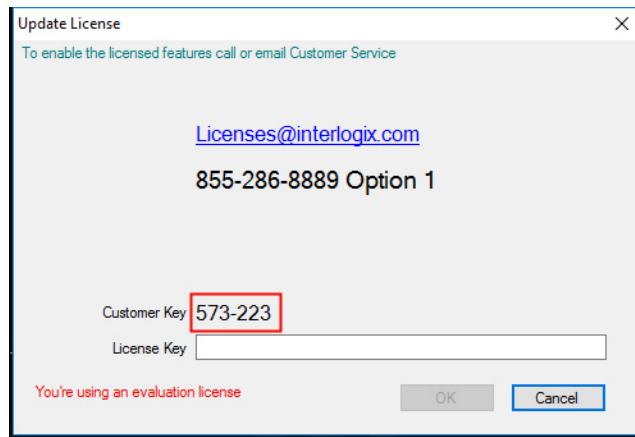 Update License
To enable the licensed features call or email Customer Service
Licenses@interlogix.com
855-286-8889 Option 1
Customer Key 573-223
License Key
You're using an evaluation license
OK Cancel